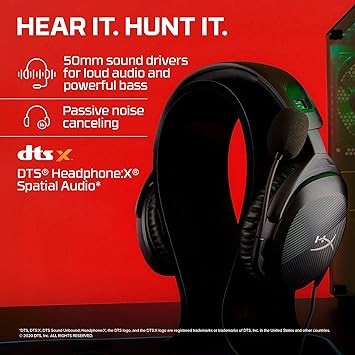 HEAR IT. HUNT IT.
50mm sound drivers
for loud audio and
powerful bass
Passive noise
canceling
dts X
DTS® Headphone:X®
Spatial Audio*
HX
*DTS, DTS:X, DTS Sound Unbound, Headphone:X, the DTS logo, and the DTS:X logo are registered trademarks or trademarks of DTS, Inc. in the United States and other countries.
© 2020 DTS, Inc. ALL RIGHTS RESERVED.